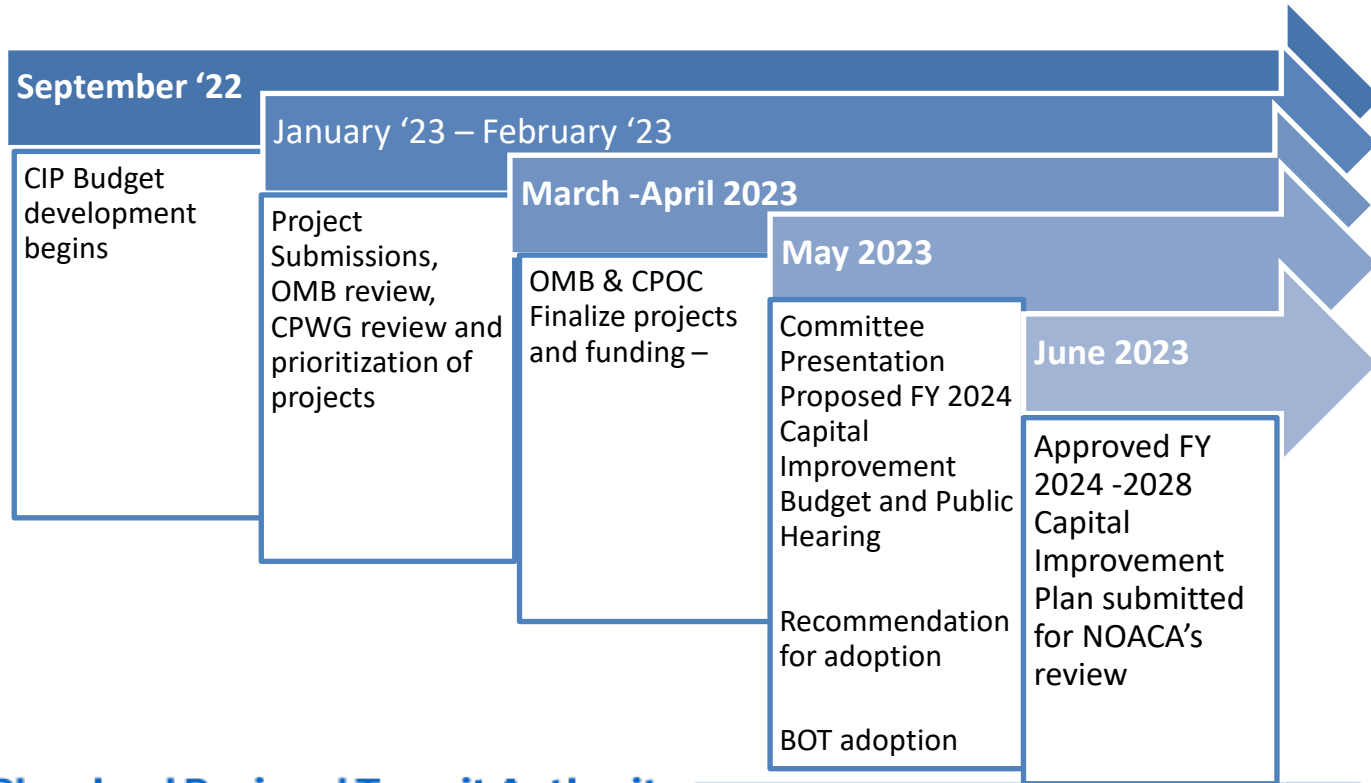 September ‘22
CIP Budget
development
begins
January ‘23 – February ‘23
Project
Submissions,
OMB review,
CPWG review and
prioritization of
projects
March -April 2023
OMB & CPOC
Finalize projects
and funding –
May 2023
Committee
Presentation
Proposed FY 2024
Capital
Improvement
Budget and Public
Hearing
Recommendation
for adoption
BOT adoption
June 2023
Approved FY
2024 -2028
Capital
Improvement
Plan submitted
for NOACA’s
review